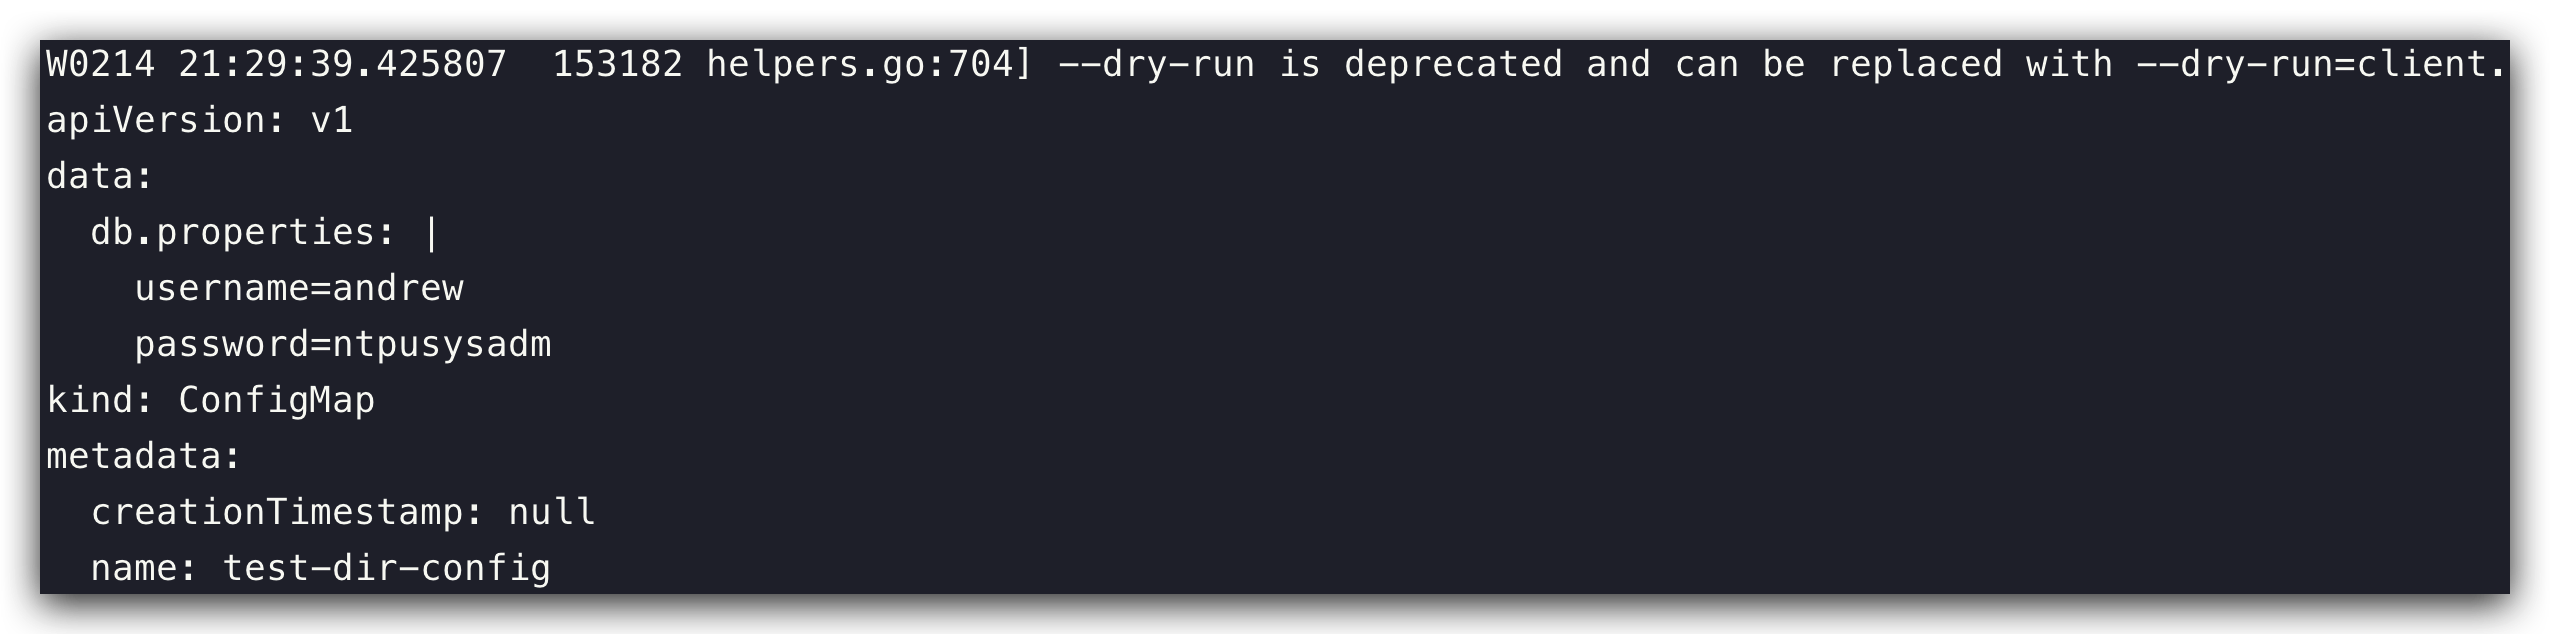 W0214 21:29:39.425807  153182 helpers.go:704] --dry-run is deprecated and can be replaced with --dry-run=client.
apiVersion: v1
data:
  db.properties: |
    username=andrew
    password=ntpusysadm
kind: ConfigMap
metadata:
  creationTimestamp: null
  name: test-dir-config